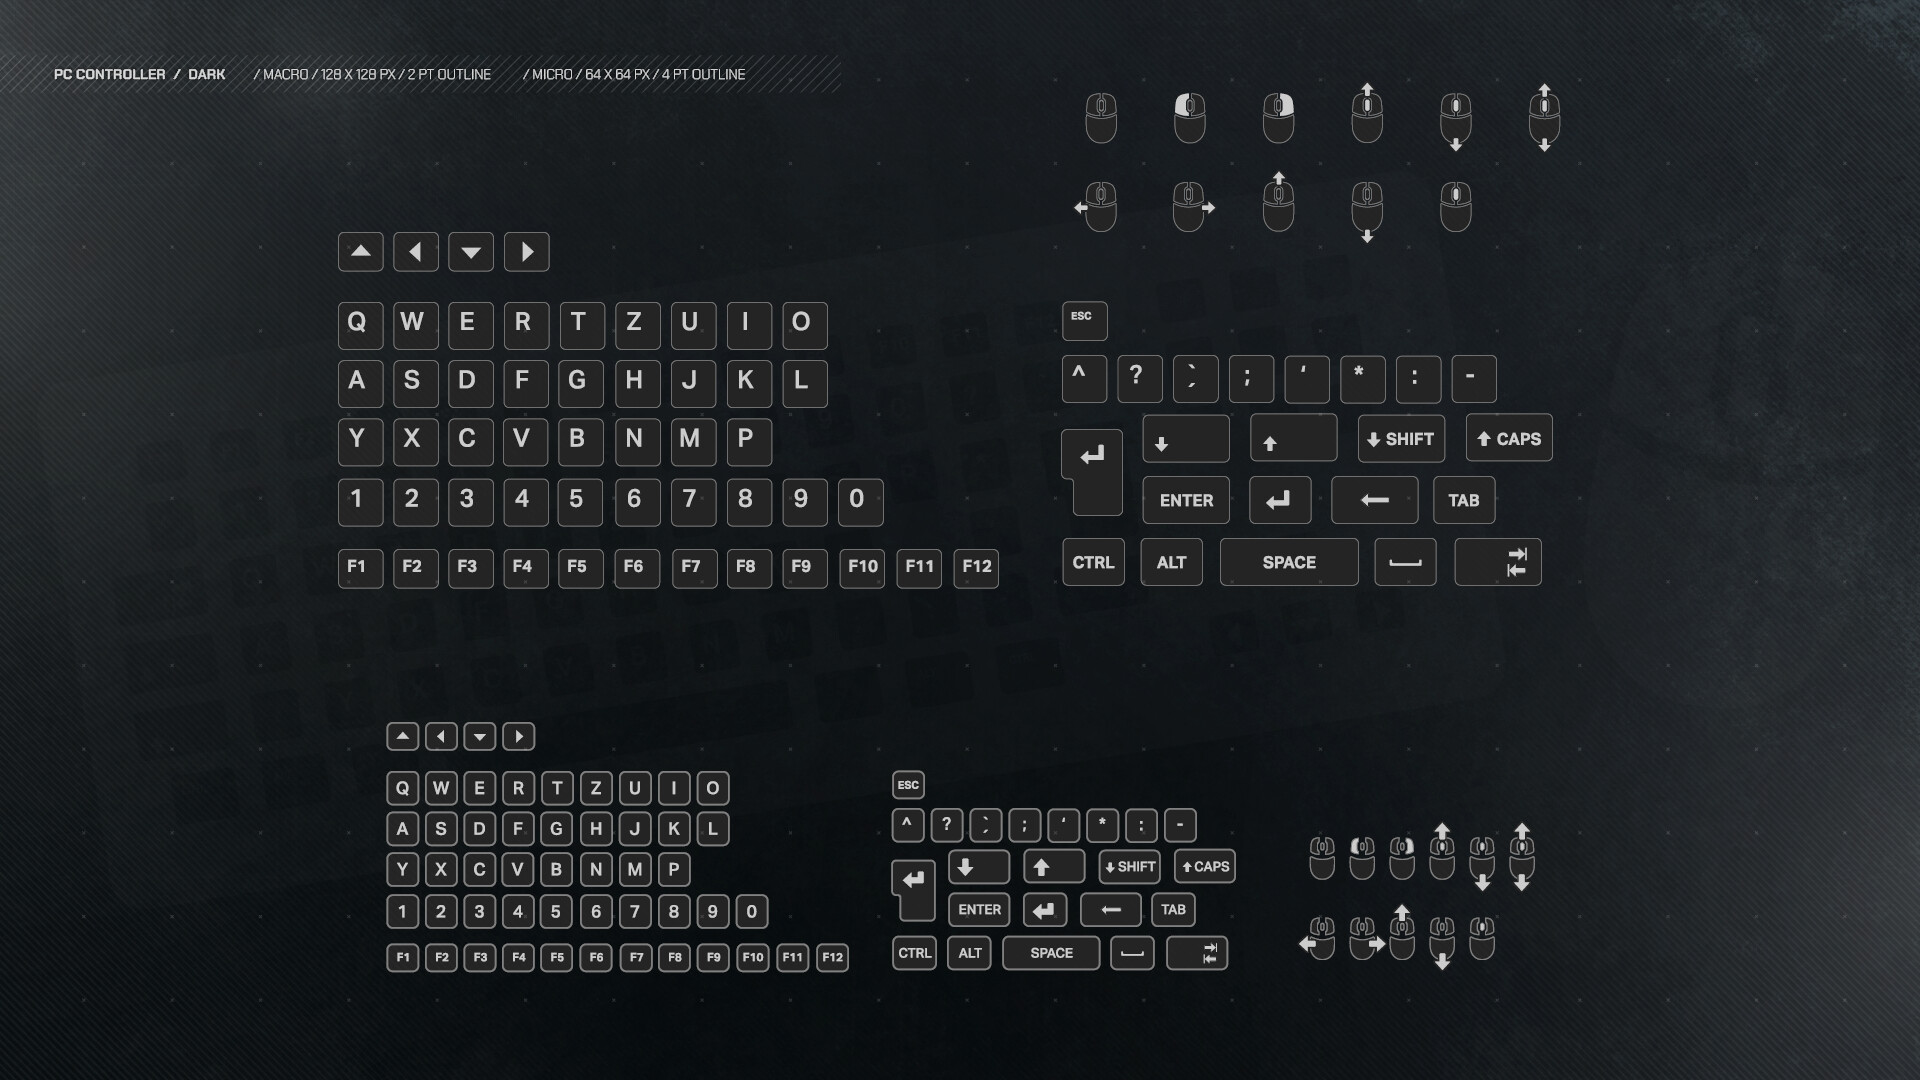 PC CONTROLLER / DARK / MACRO / 128 X 128 PX / 2 PT OUTLINE / MICRO / 64 X 64 PX / 4 PT OUTLINE
Q W E R T Z U I O
A S D F G H J K L
Y X C V B N M P
1 2 3 4 5 6 7 8 9 0
F1 F2 F3 F4 F5 F6 F7 F8 F9 F10 F11 F12
ESC
^ ? ; ‘ * : -
SHIFT CAPS
ENTER TAB
CTRL ALT SPACE
Q W E R T Z U I O
A S D F G H J K L
Y X C V B N M P
1 2 3 4 5 6 7 8 9 0
F1 F2 F3 F4 F5 F6 F7 F8 F9 F10 F11 F12
ESC
^ ? ; ‘ * : -
SHIFT CAPS
ENTER TAB
CTRL ALT SPACE